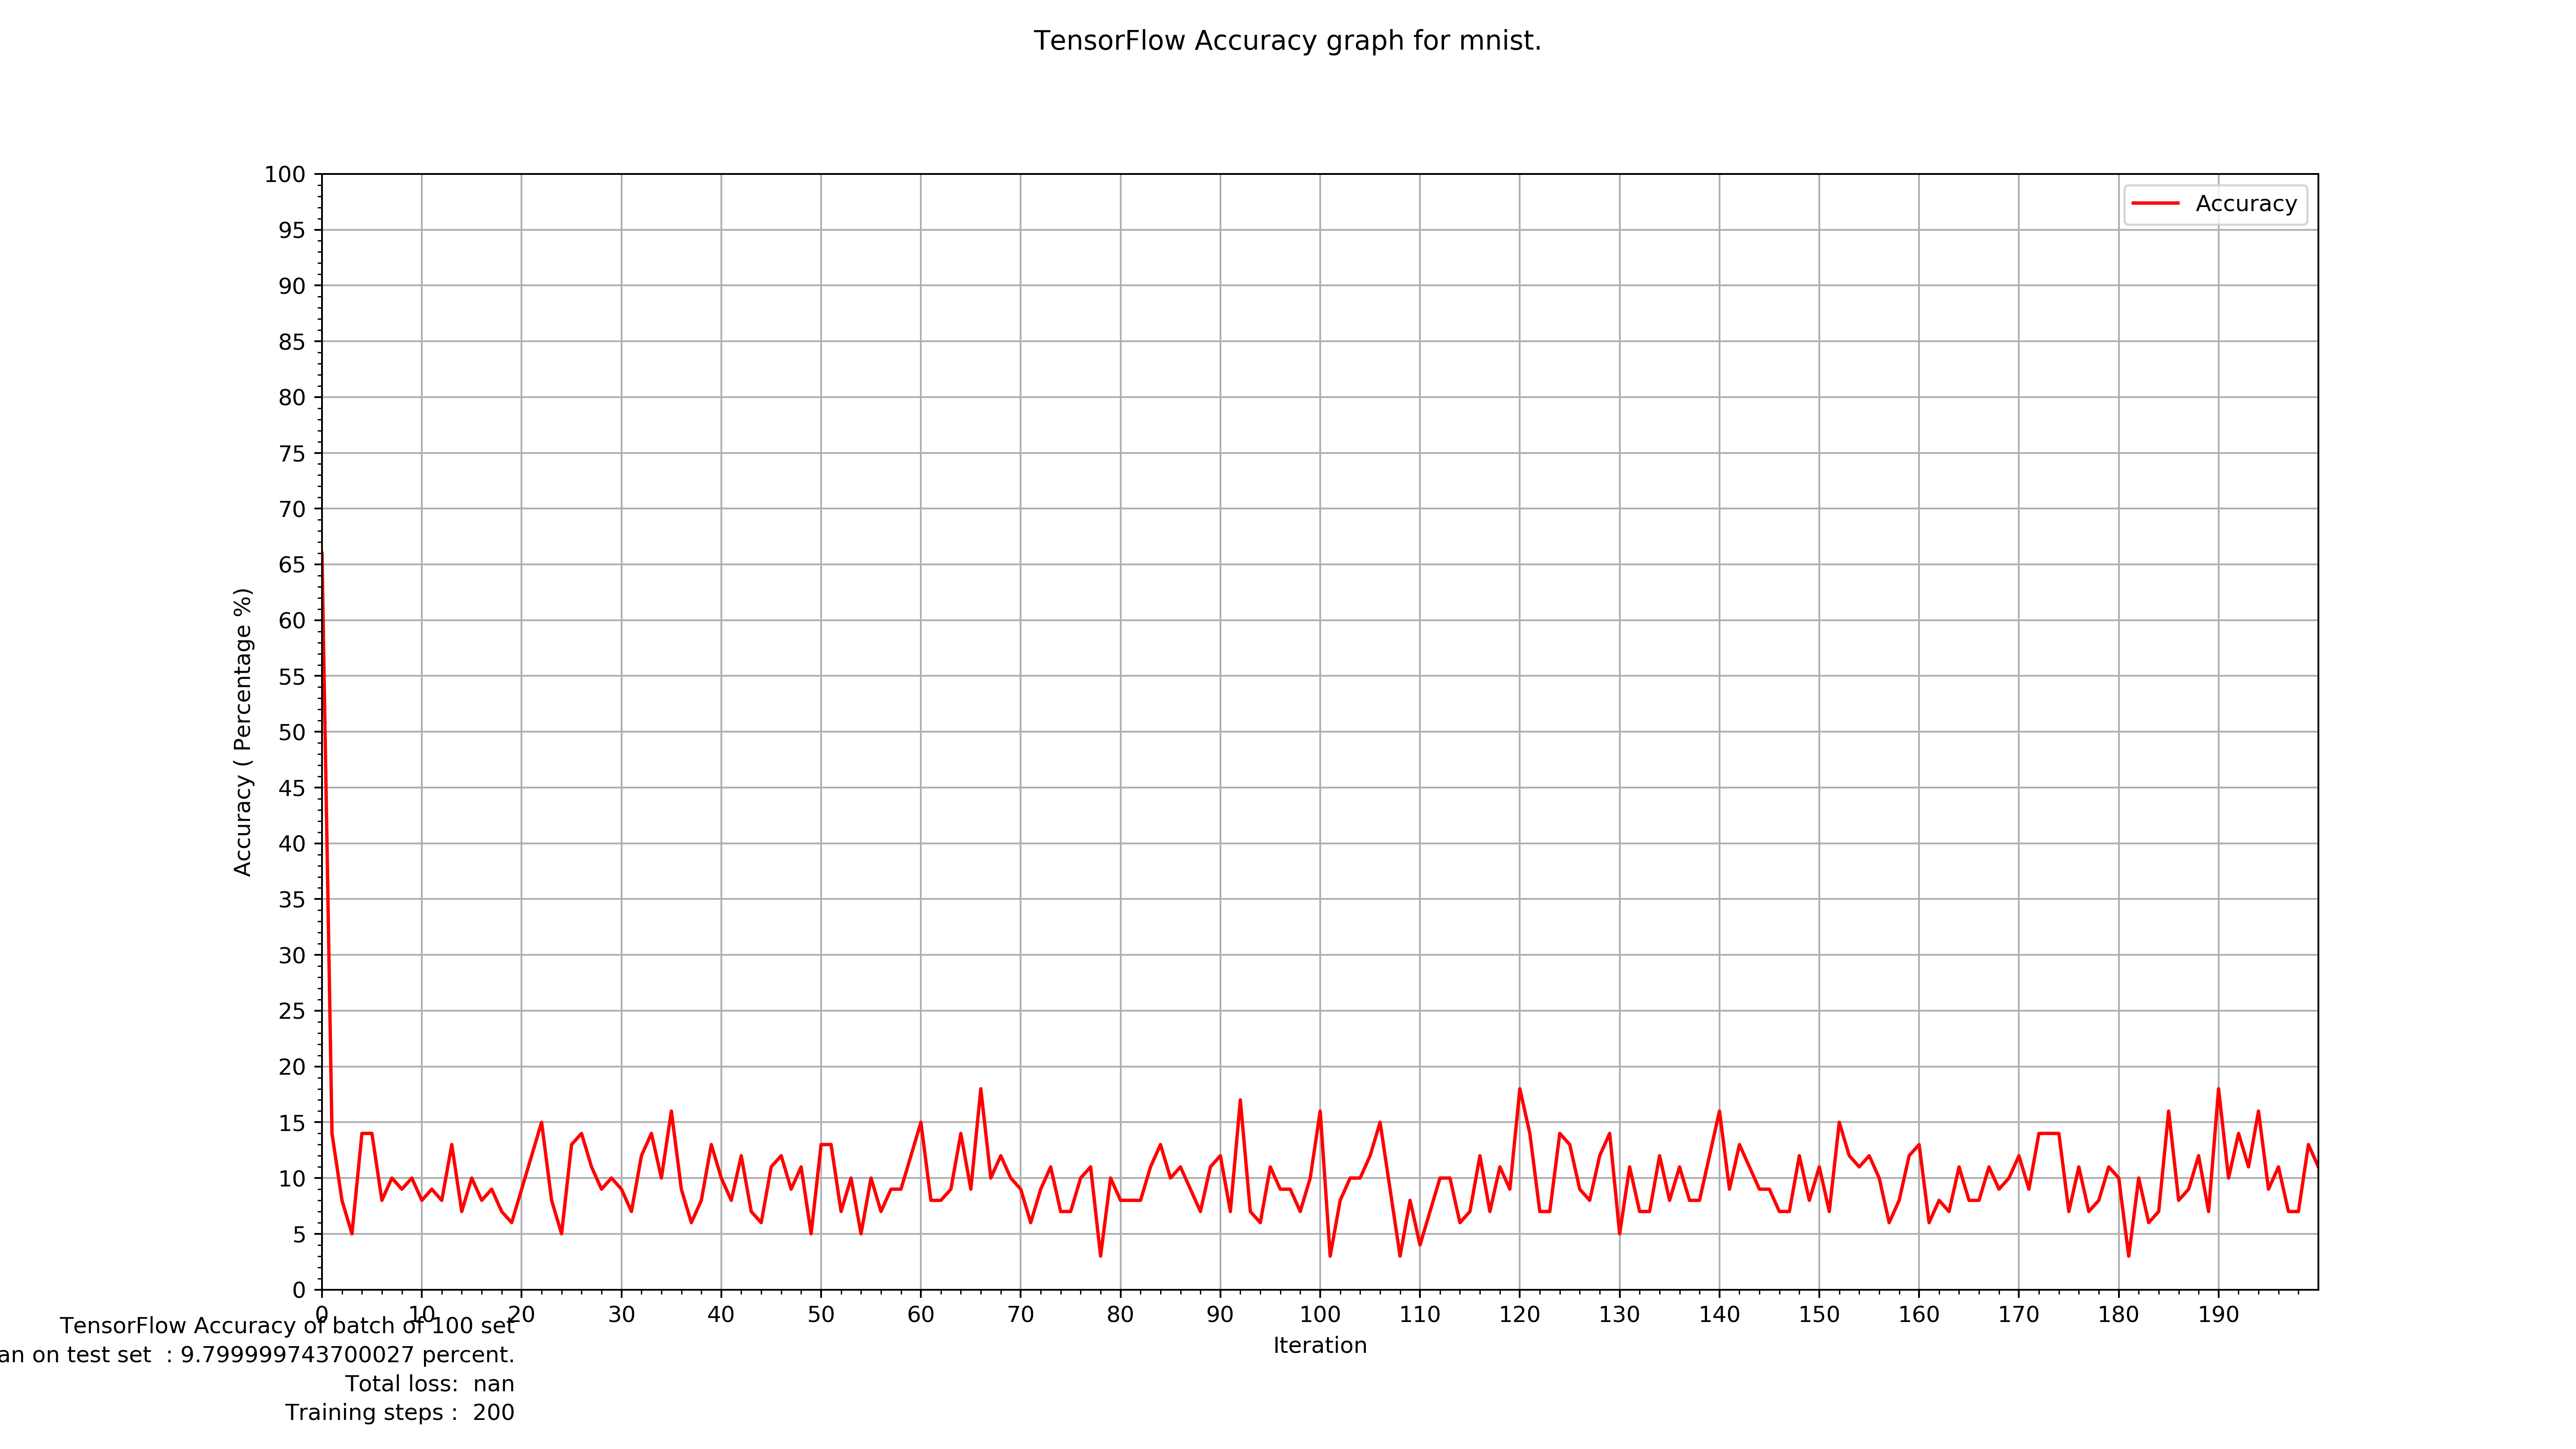 TensorFlow Accuracy graph for mnist.
Accuracy
100
95
90
85
80
75
70
65
60
55
50
45
40
35
30
25
20
15
10
5
0
Accuracy ( Percentage %)
0 10 20 30 40 50 60 70 80 90 100 110 120 130 140 150 160 170 180 190
Iteration
TensorFlow Accuracy of batch of 100 set
an on test set : 9.799999743700027 percent.
Total loss: nan
Training steps : 200